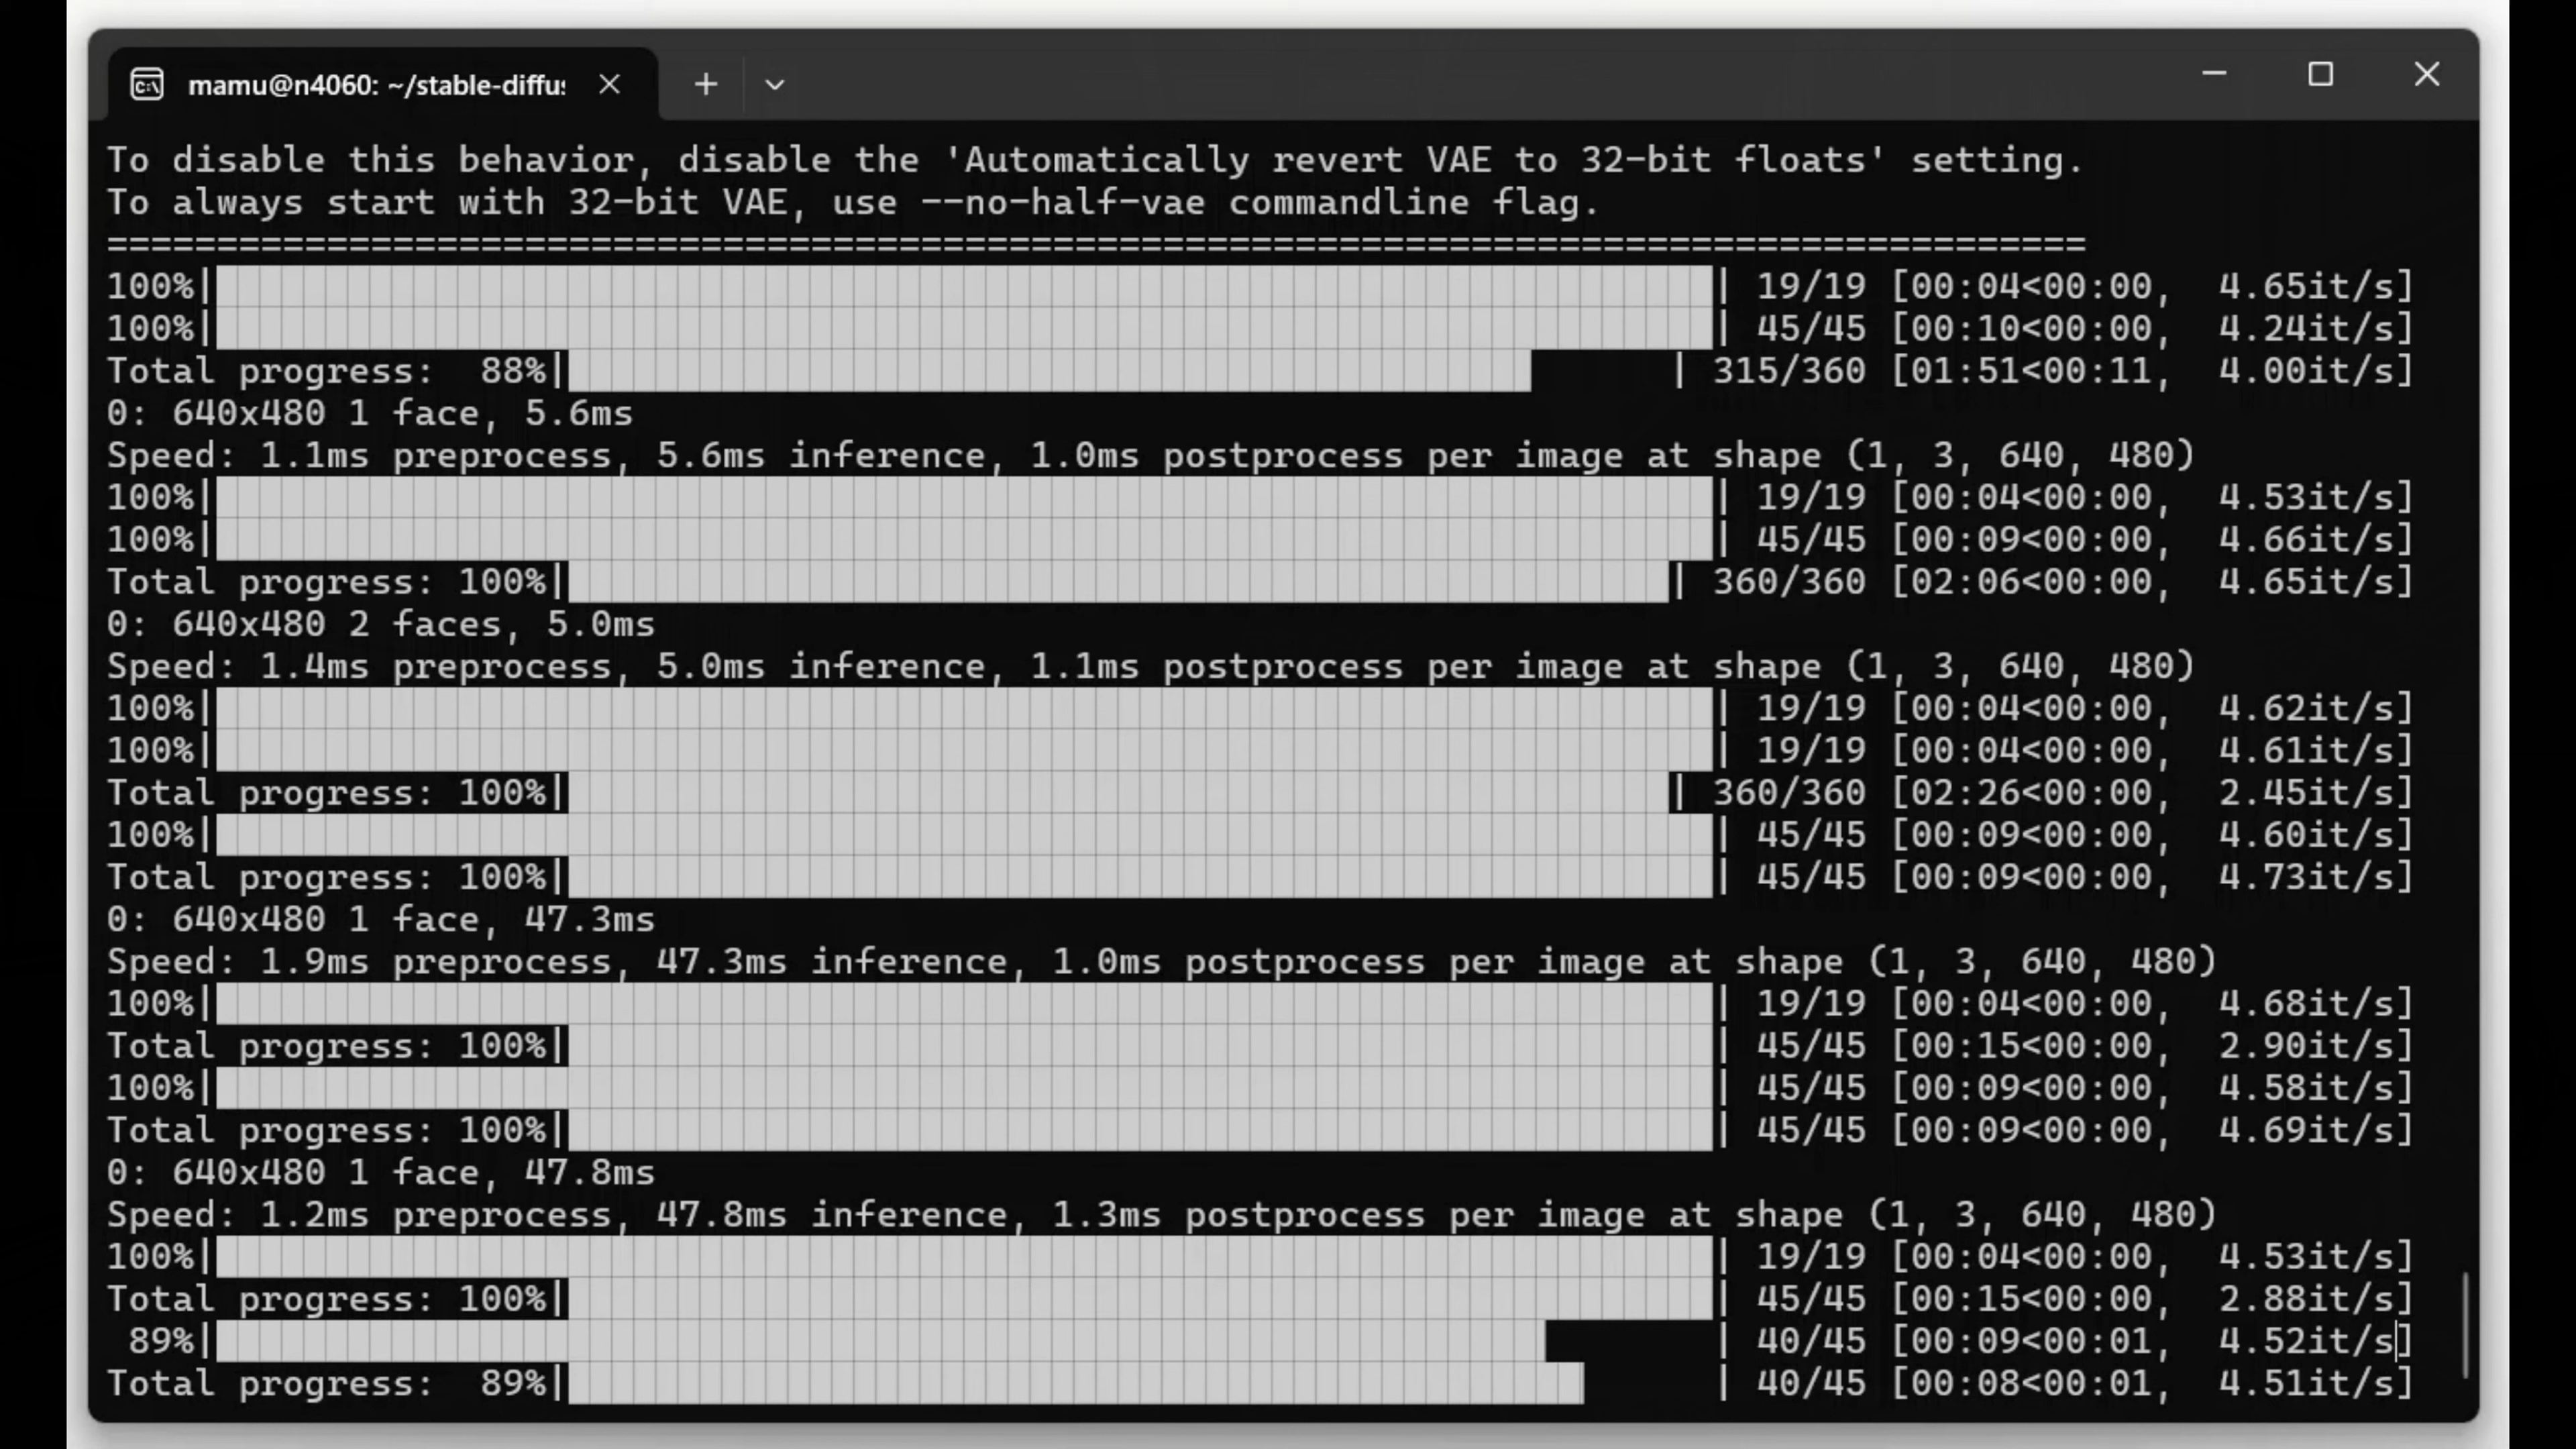 mamu@n4060: ~/stable-diffu
To disable this behavior, disable the 'Automatically revert VAE to 32-bit floats' setting.
To always start with 32-bit VAE, use --no-half-vae commandline flag.
==========================================================================================
100%| | 19/19 [00:04<00:00, 4.65it/s]
100%| | 45/45 [00:10<00:00, 4.24it/s]
Total progress: 88%| | 315/360 [01:51<00:11, 4.00it/s]
0: 640x480 1 face, 5.6ms
Speed: 1.1ms preprocess, 5.6ms inference, 1.0ms postprocess per image at shape (1, 3, 640, 480)
100%| | 19/19 [00:04<00:00, 4.53it/s]
100%| | 45/45 [00:09<00:00, 4.66it/s]
Total progress: 100%| | 360/360 [02:06<00:00, 4.65it/s]
0: 640x480 2 faces, 5.0ms
Speed: 1.4ms preprocess, 5.0ms inference, 1.1ms postprocess per image at shape (1, 3, 640, 480)
100%| | 19/19 [00:04<00:00, 4.62it/s]
100%| | 19/19 [00:04<00:00, 4.61it/s]
Total progress: 100%| | 360/360 [02:26<00:00, 2.45it/s]
100%| | 45/45 [00:09<00:00, 4.60it/s]
Total progress: 100%| | 45/45 [00:09<00:00, 4.73it/s]
0: 640x480 1 face, 47.3ms
Speed: 1.9ms preprocess, 47.3ms inference, 1.0ms postprocess per image at shape (1, 3, 640, 480)
100%| | 19/19 [00:04<00:00, 4.68it/s]
Total progress: 100%| | 45/45 [00:15<00:00, 2.90it/s]
100%| | 45/45 [00:09<00:00, 4.58it/s]
Total progress: 100%| | 45/45 [00:09<00:00, 4.69it/s]
0: 640x480 1 face, 47.8ms
Speed: 1.2ms preprocess, 47.8ms inference, 1.3ms postprocess per image at shape (1, 3, 640, 480)
100%| | 19/19 [00:04<00:00, 4.53it/s]
Total progress: 100%| | 45/45 [00:15<00:00, 2.88it/s]
89%| | 40/45 [00:09<00:01, 4.52it/s]
Total progress: 89%| | 40/45 [00:08<00:01, 4.51it/s]